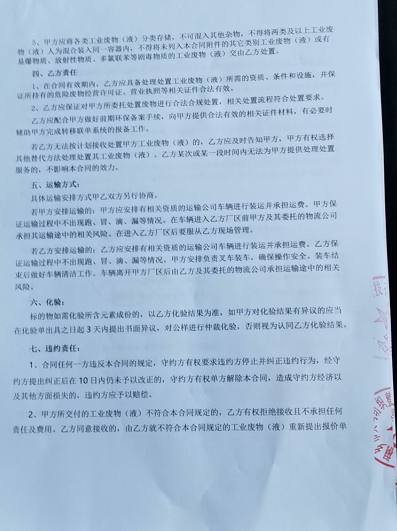 3、甲方应将各类工业废物（液）分类存储，不可混入其他杂物，不得将两类及以上工业废
物（液）人为混合装入同一容器内，不得将未列入本合同附件的其它类别工业废物（液）或有
易爆物质、放射性物质、多氯联苯等剧毒物质的工业废物（液）交由乙方处置。
四、乙方责任
1、在合同有效期内，乙方应具备处理处置工业废物（液）所需的资质、条件和设施，并保
证所持有的危险废物经营许可证、营业执照等相关证件合法有效。
2、乙方应保证对甲方所委托处置废物进行合法合规处置，相关处置流程符合处置要求。
乙方应配合甲方做好前期环保备案手续，向甲方提供合法有效的相关证件材料，有必要时
辅助甲方完成转移联单系统的报备工作。
若乙方无法按计划接收处置甲方工业废物（液）的，乙方应及时告知甲方，甲方有权选择
其他替代方法处理处置其工业废物（液）。乙方某次或某一段时间内无法为甲方提供处理处置
服务的，不影响本合同的效力。
五、运输方式：
具体运输安排方式甲乙双方另行协商。
若甲方安排运输的：甲方应安排有相关资质的运输公司车辆进行装运并承担运费。甲方保
证运输过程中不出现跑、冒、滴、漏等情况。在车辆进入乙方厂区前甲方及其委托的物流公司
承担其运输途中的相关风险。在进入乙方厂区后要服从乙方现场管理。
若乙方安排运输的：乙方应安排有相关资质的运输公司车辆进行装运并承担运费。乙方保
证运输过程中不出现跑、冒、滴、漏等情况。甲方安排负责叉车装车，确保操作安全。装车结
束后做好车辆清洁工作。车辆离开甲方厂区后由乙方及其委托的物流公司承担运输途中的相关
风险。
六、化验：
标的物如需化验所含元素成份的，以乙方化验结果为准，如甲方对化验结果有异议的应当
在化验单出具之日起 3 天内提出书面异议，对公样进行仲裁化验。否则视为认同乙方化验结果。
七、违约责任：
1、合同任何一方违反本合同的规定，守约方有权要求违约方停止并纠正违约行为，经守
约方提出纠正后在 10 日内仍未予以改正的，守约方有权单方解除本合同，造成守约方经济以
及其他方面损失的，违约方应予以赔偿。
2、甲方所交付的工业废物（液）不符合本合同规定的，乙方有权拒绝接收且不承担任何
责任及费用。乙方同意接收的，由乙方就不符合本合同规定的工业废物（液）重新提出报价单